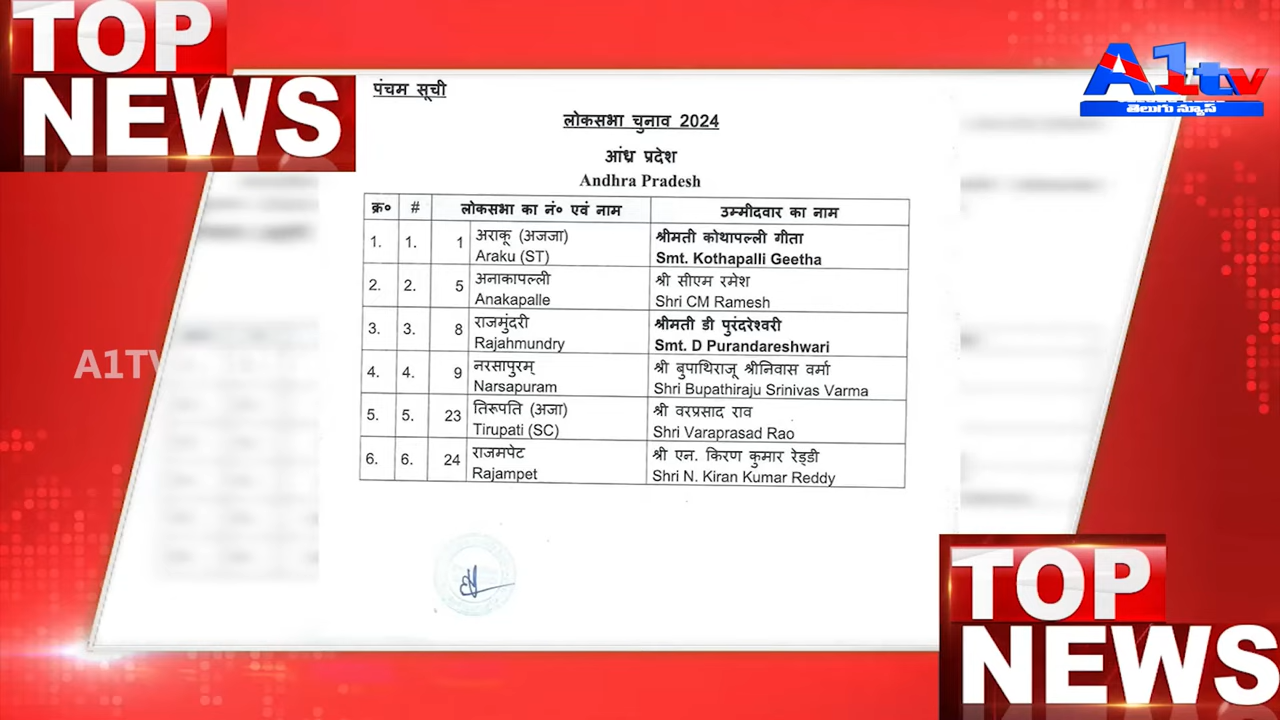 TOP
NEWS
A1tv
తెలుగు న్యూస్
पंचम सूची
लोकसभा चुनाव 2024
आंध्र प्रदेश
Andhra Pradesh
क्र० # लोकसभा का नं० एवं नाम उम्मीदवार का नाम
1. 1. 1 अराकू (अजजा) श्रीमती कोथापल्ली गीता
Araku (ST) Smt. Kothapalli Geetha
2. 2. 5 अनाकापल्ली श्री सीएम रमेश
Anakapalle Shri CM Ramesh
3. 3. 8 राजमुंदरी श्रीमती डी पुरंदरेश्वरी
Rajahmundry Smt. D Purandareshwari
4. 4. 9 नरसापुरम् श्री बुपाथिराजू श्रीनिवास वर्मा
Narsapuram Shri Bupathiraju Srinivas Varma
5. 5. 23 तिरूपति (अजा) श्री वरप्रसाद राव
Tirupati (SC) Shri Varaprasad Rao
6. 6. 24 राजमपेट श्री एन. किरण कुमार रेड्डी
Rajampet Shri N. Kiran Kumar Reddy
A1TV
TOP
NEWS